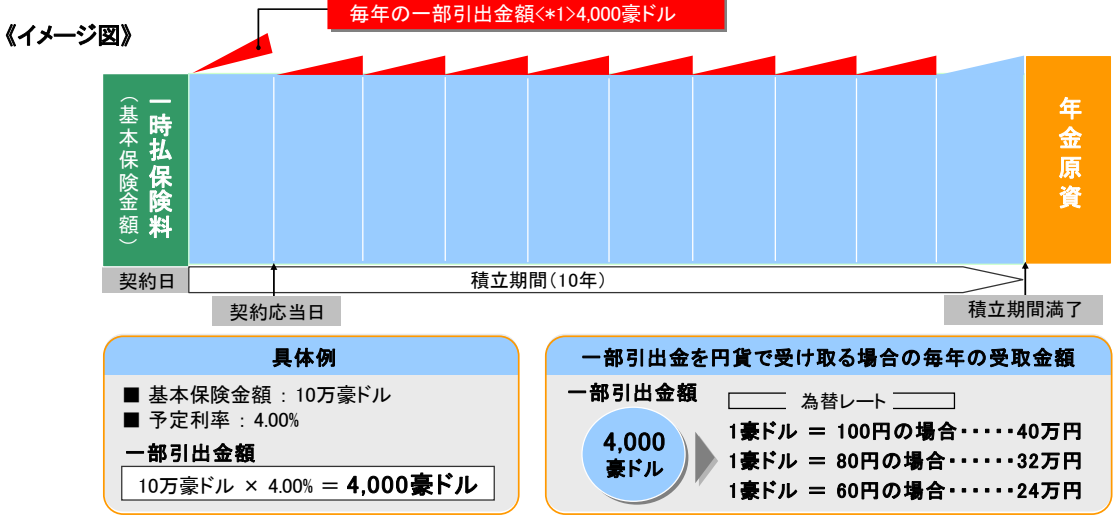 毎年の一部引出金額<*1>4,000豪ドル
《イメージ図》
一時払保険料
（基本保険金額）
年金原資
契約日
積立期間（10年）
契約応当日
積立期間満了
具体例
■ 基本保険金額 ： 10万豪ドル
■ 予定利率 ： 4.00%
一部引出金額
10万豪ドル × 4.00% ＝ 4,000豪ドル
一部引出金を円貨で受け取る場合の毎年の受取金額
一部引出金額
4,000
豪ドル
為替レート
1豪ドル ＝ 100円の場合・・・・・40万円
1豪ドル ＝ 80円の場合・・・・・・32万円
1豪ドル ＝ 60円の場合・・・・・・24万円